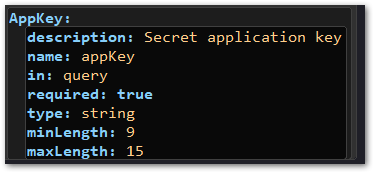 AppKey:
description: Secret application key
name: appKey
in: query
required: true
type: string
minLength: 9
maxLength: 15